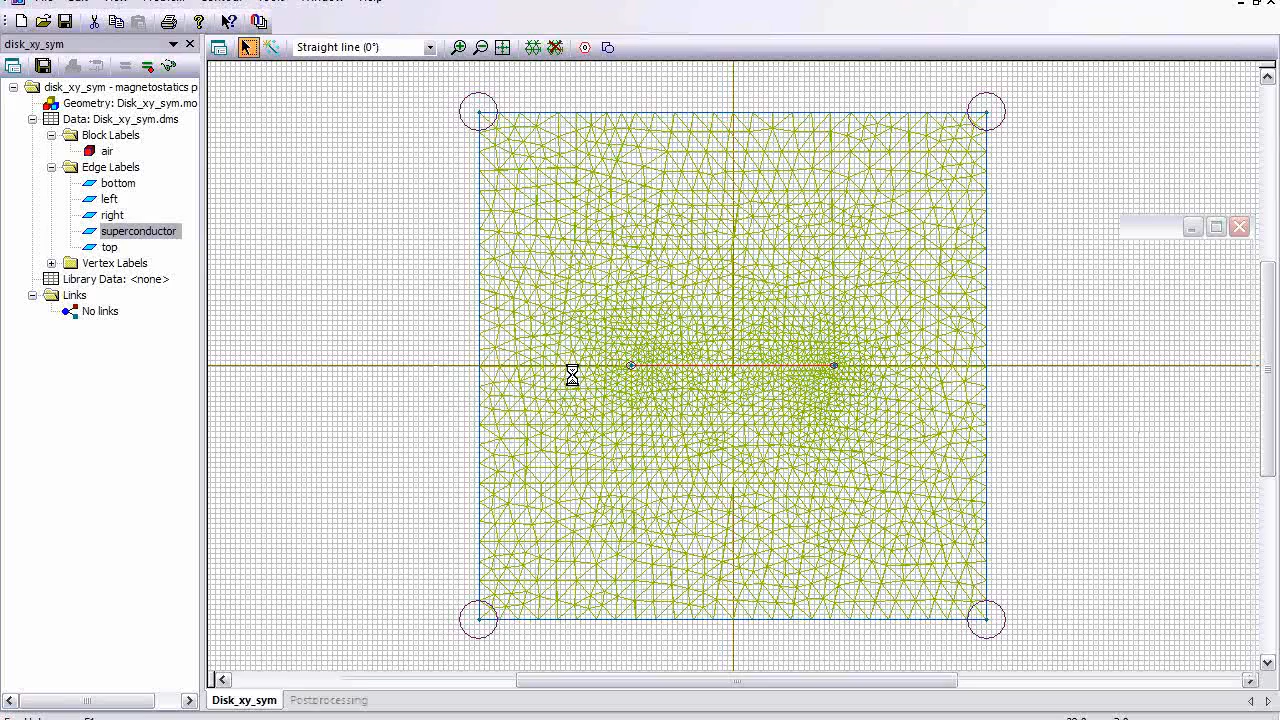 disk_xy_sym
Straight line (0°)
disk_xy_sym - magnetostatics p
Geometry: Disk_xy_sym.mo
Data: Disk_xy_sym.dms
Block Labels
air
Edge Labels
bottom
left
right
superconductor
top
Vertex Labels
Library Data: <none>
Links
No links
Disk_xy_sym
Postprocessing